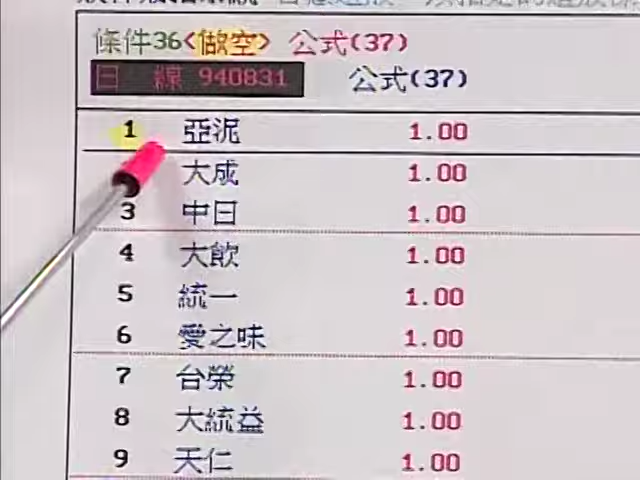 條件36<做空> 公式(37)
日 線 940831 公式(37)
1 亞泥 1.00
大成 1.00
3 中日 1.00
4 大飲 1.00
5 統一 1.00
6 愛之味 1.00
7 台榮 1.00
8 大統益 1.00
9 天仁 1.00